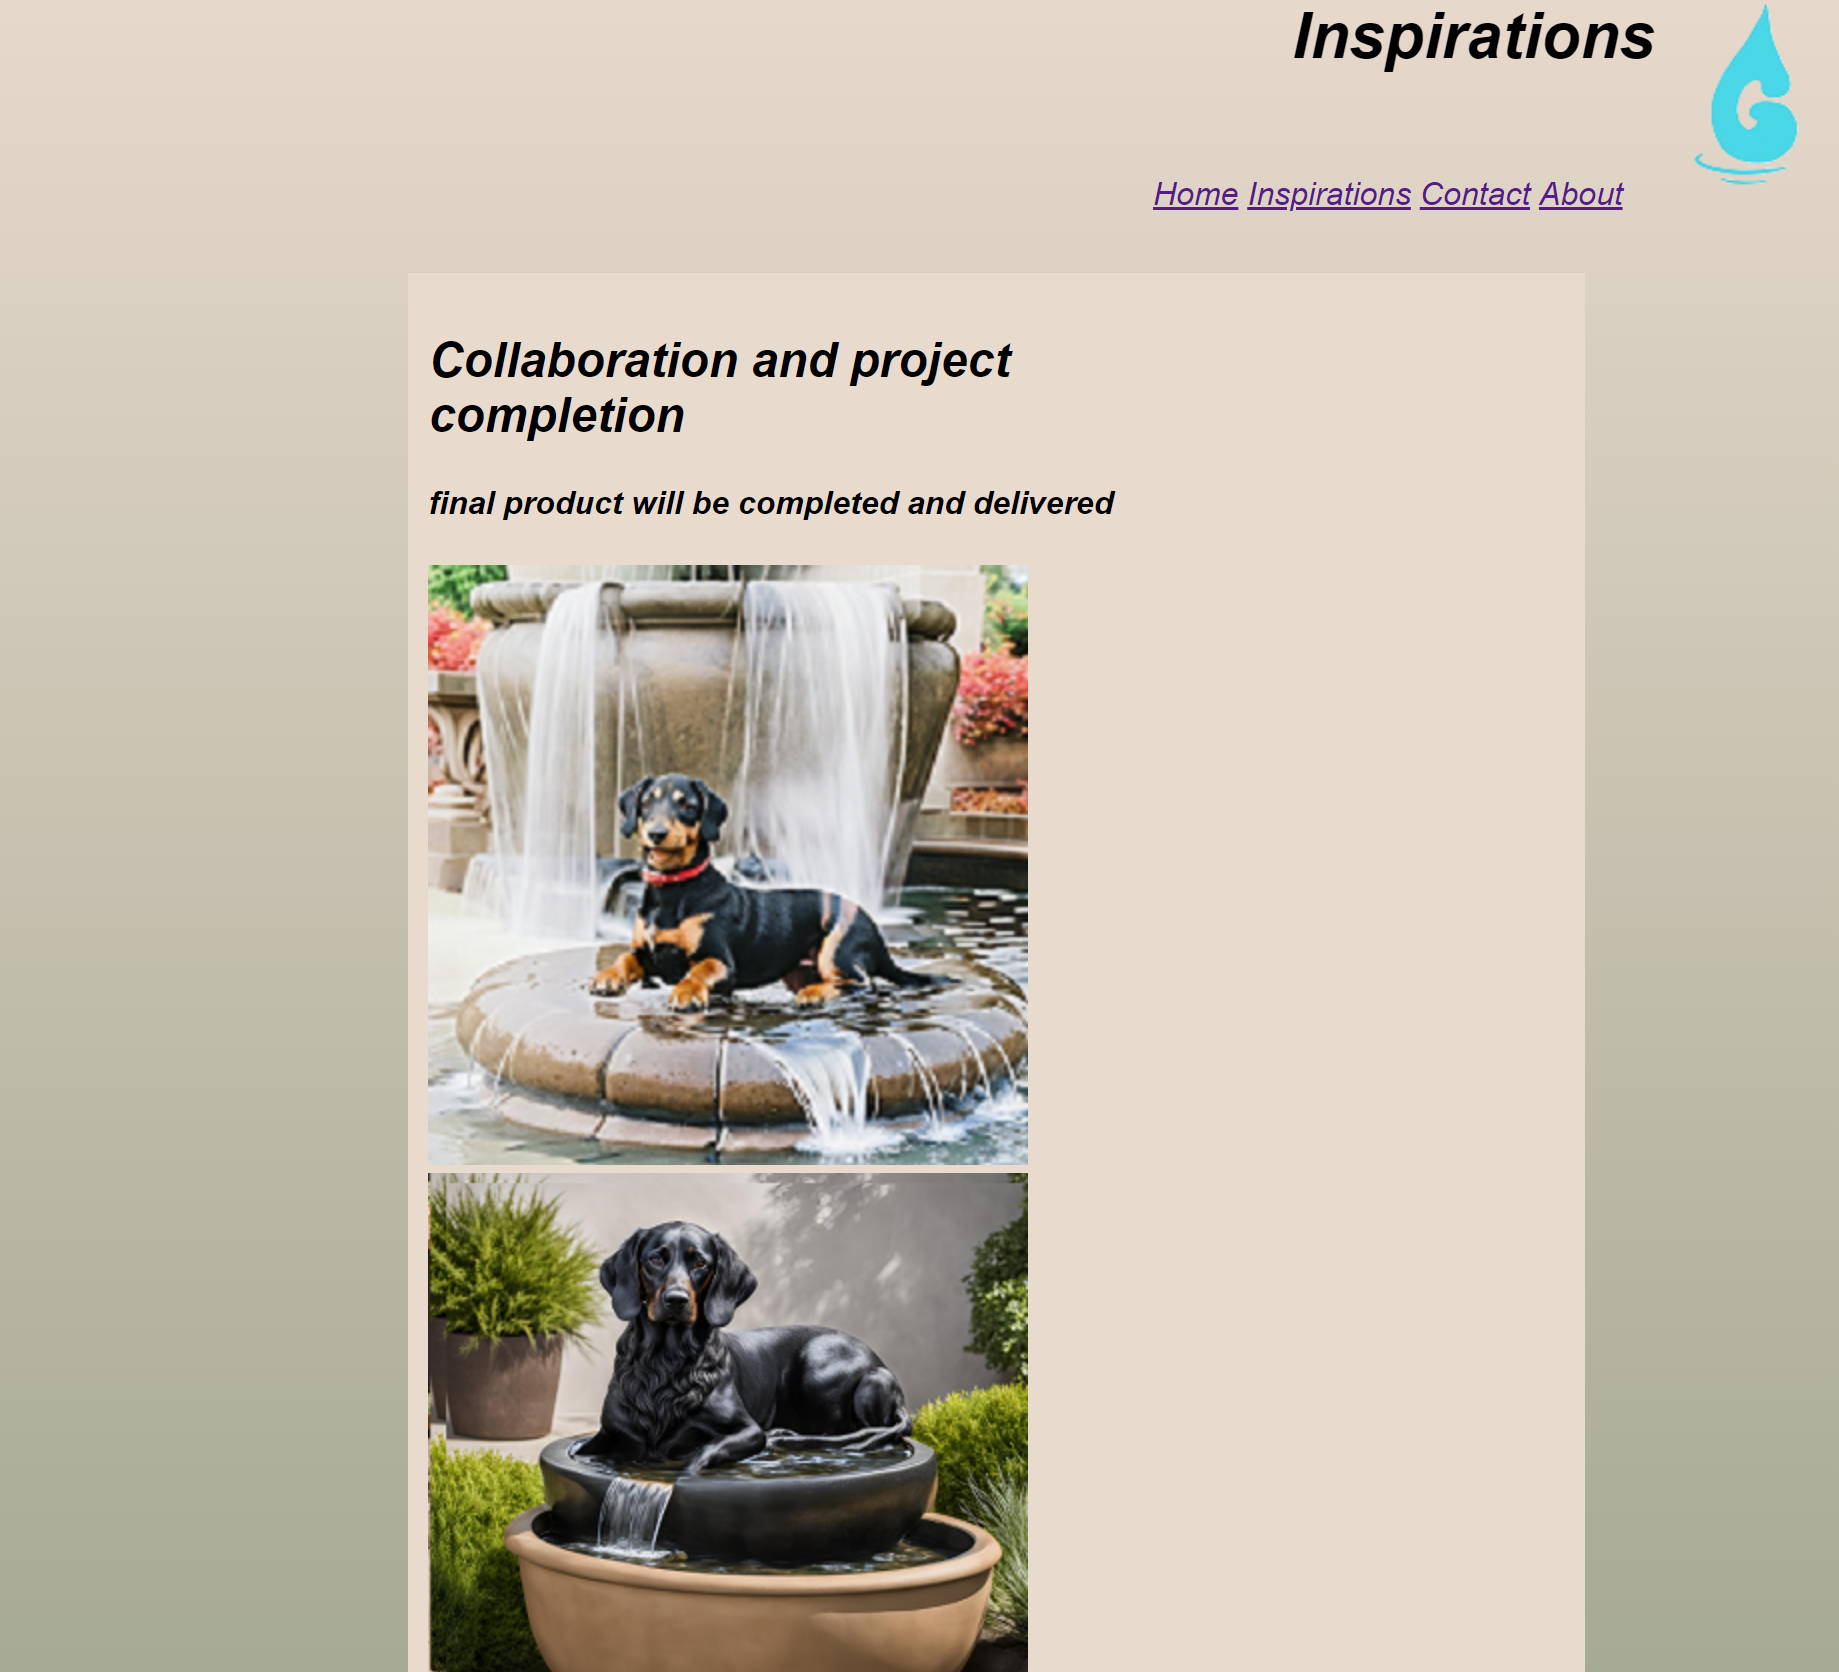 Inspirations
Home Inspirations Contact About
Collaboration and project
completion
final product will be completed and delivered